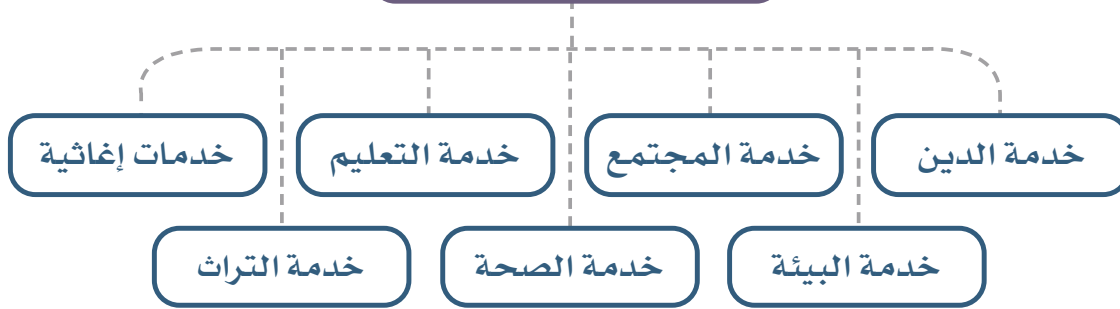 خدمة الدين
خدمة المجتمع
خدمة التعليم
خدمات إغاثية
خدمة البيئة
خدمة الصحة
خدمة التراث